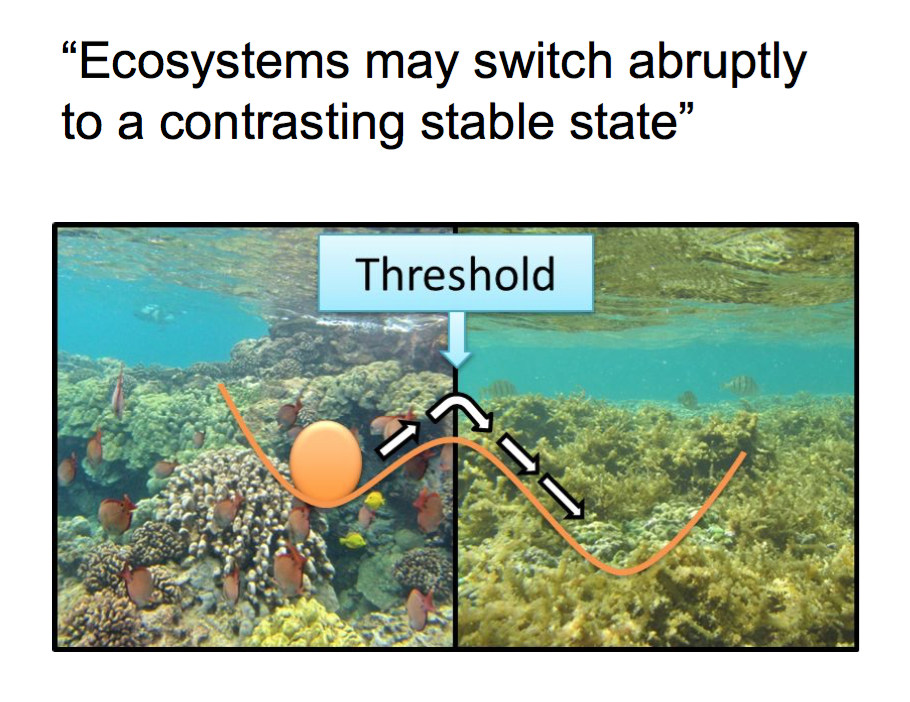 “Ecosystems may switch abruptly
to a contrasting stable state”
Threshold